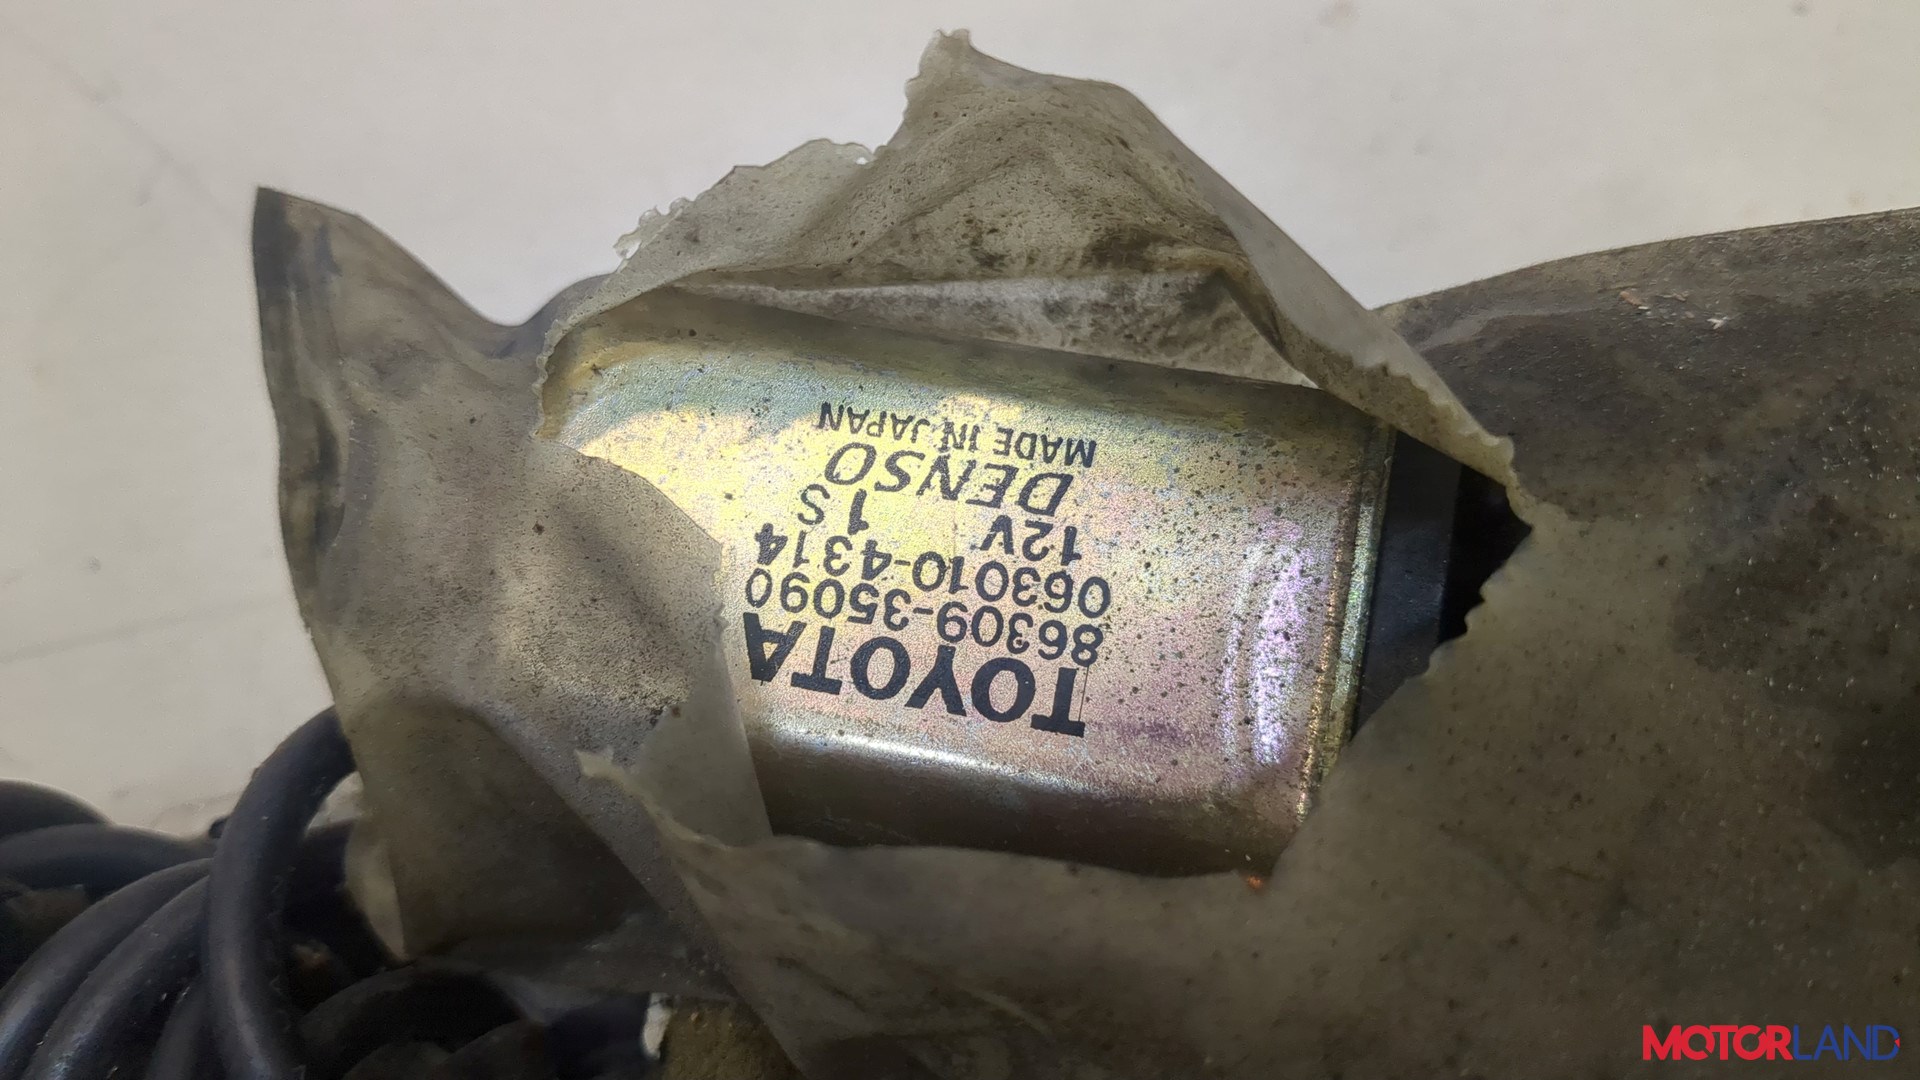 TOYOTA
86309-35090
063010-4314
12V 1S
DENSO
MADE IN JAPAN
MOTORLAND